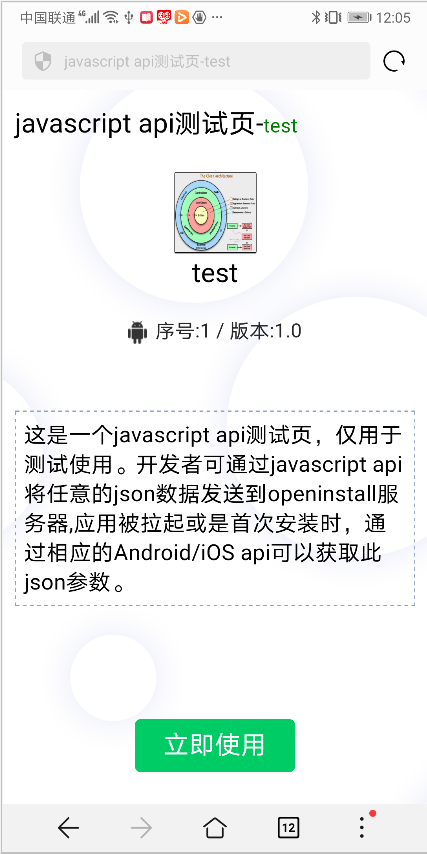 中国联通 4G 12:05
javascript api测试页-test
javascript api测试页-test
The Clean Architecture
test
序号:1 / 版本:1.0
这是一个javascript api测试页，仅用于
测试使用。开发者可通过javascript api
将任意的json数据发送到openinstall服
务器,应用被拉起或是首次安装时，通
过相应的Android/iOS api可以获取此
json参数。
立即使用
12